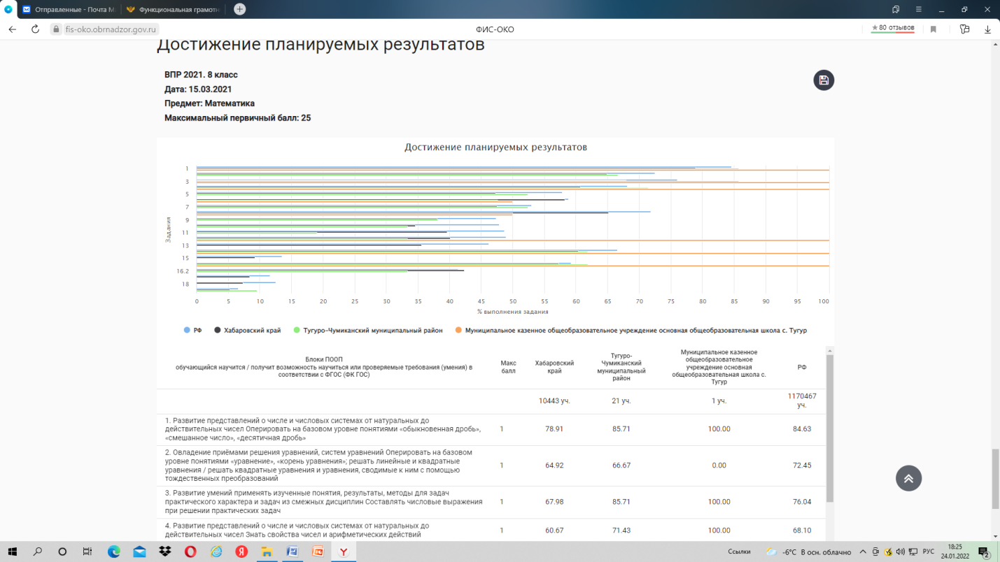 Отправленные - Почта M
Функциональная грамотн
fis-oko.obrnadzor.gov.ru
ФИС-ОКО
★ 80 отзывов
Достижение планируемых результатов
ВПР 2021. 8 класс
Дата: 15.03.2021
Предмет: Математика
Максимальный первичный балл: 25
Достижение планируемых результатов
Задания
1
3
5
7
9
11
13
15
16.2
18
0 5 10 15 20 25 30 35 40 45 50 55 60 65 70 75 80 85 90 95 100
% выполнения задания
РФ Хабаровский край Тугуро-Чумиканский муниципальный район Муниципальное казенное общеобразовательное учреждение основная общеобразовательная школа с. Тугур
Блоки ПООП
обучающийся научится / получит возможность научиться или проверяемые требования (умения) в
соответствии с ФГОС (ФК ГОС)
Макс
балл
Хабаровский
край
Тугуро-
Чумиканский
муниципальный
район
Муниципальное казенное
общеобразовательное
учреждение основная
общеобразовательная школа с.
Тугур
РФ
10443 уч. 21 уч. 1 уч. 1170467
уч.
1. Развитие представлений о числе и числовых системах от натуральных до
действительных чисел Оперировать на базовом уровне понятиями «обыкновенная дробь»,
«смешанное число», «десятичная дробь»
1 78.91 85.71 100.00 84.63
2. Овладение приёмами решения уравнений, систем уравнений Оперировать на базовом
уровне понятиями «уравнение», «корень уравнения»; решать линейные и квадратные
уравнения / решать квадратные уравнения и уравнения, сводимые к ним с помощью
тождественных преобразований
1 64.92 66.67 0.00 72.45
3. Развитие умений применять изученные понятия, результаты, методы для задач
практического характера и задач из смежных дисциплин Составлять числовые выражения
при решении практических задач
1 67.98 85.71 100.00 76.04
4. Развитие представлений о числе и числовых системах от натуральных до
действительных чисел Знать свойства чисел и арифметических действий
1 60.67 71.43 100.00 68.10
Ссылки
-6°C В осн. облачно
РУС
18:25
24.01.2022
2